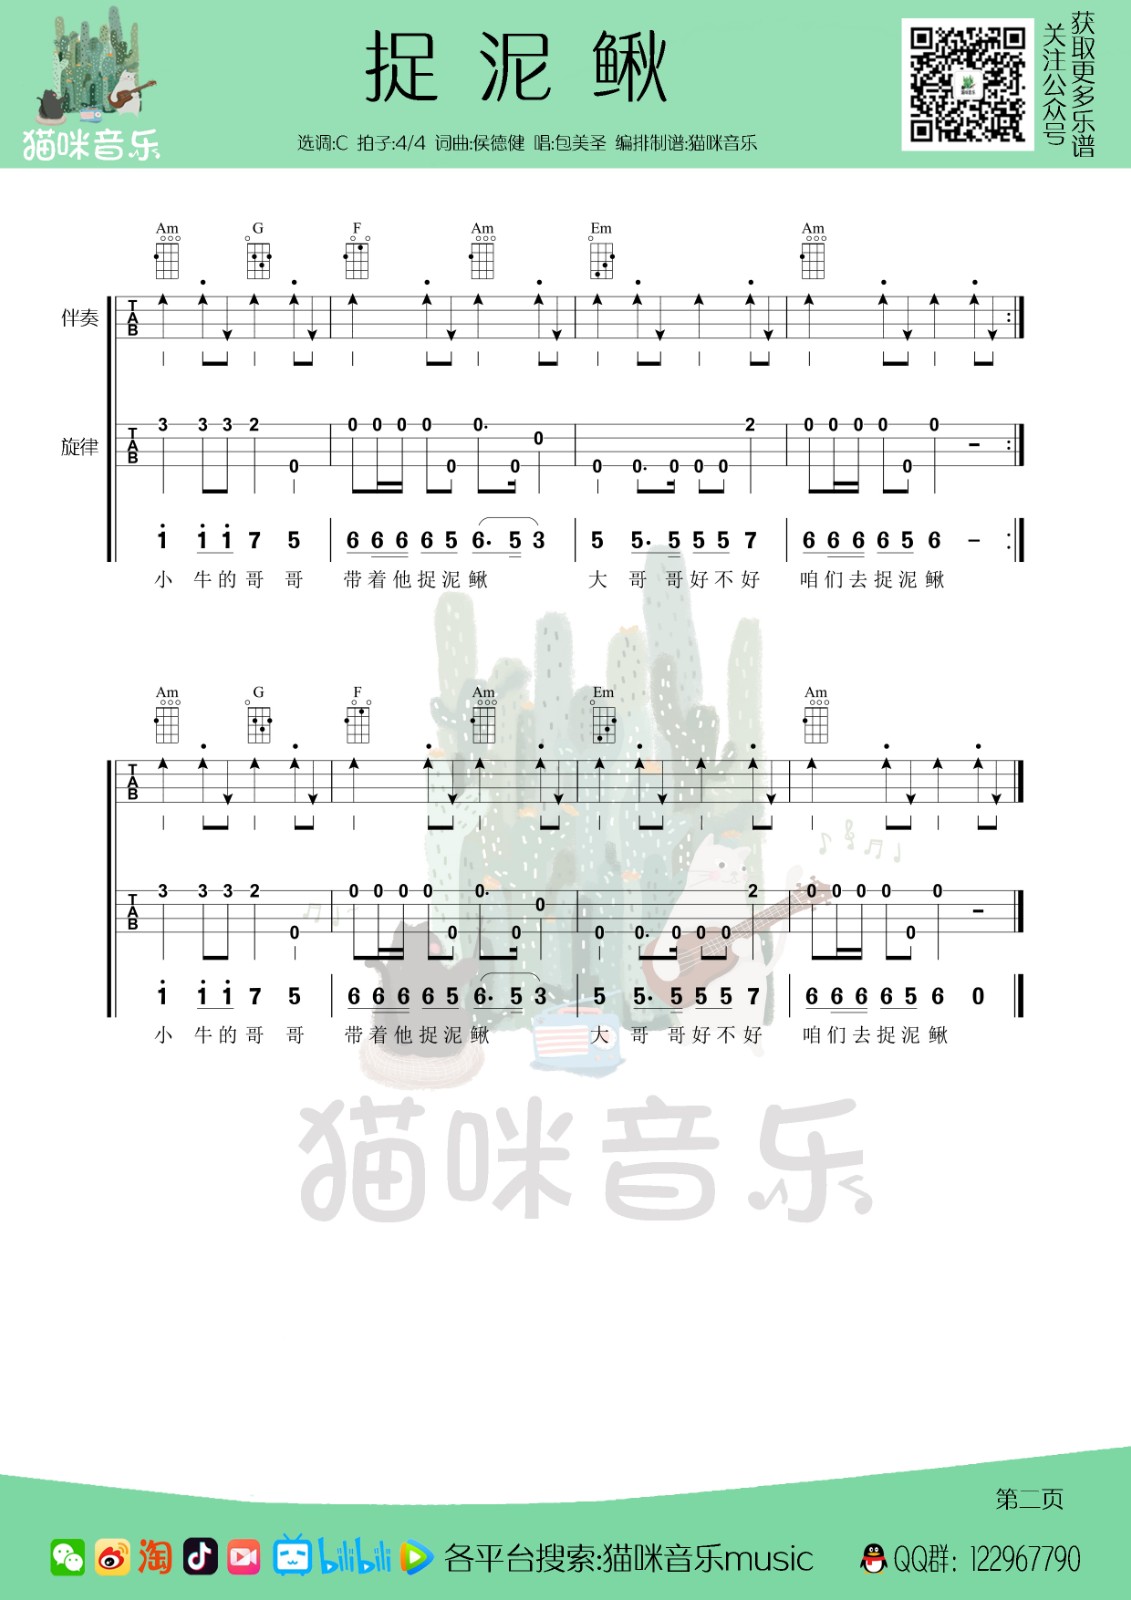 猫咪音乐
捉泥鳅
选调:C 拍子:4/4 词曲:侯德健 唱:包美圣 编排制谱:猫咪音乐
获取更多乐谱
关注公众号
Am G F Am Em Am
伴奏 T A B
旋律 T A B 3 3 3 2 0 0 0 0 0 0 0. 0 0 0 0. 0 0 0 2 0 0 0 0 0 0 –
1 1 1 7 5 6 6 6 6 5 6. 5 3 5 5. 5 5 5 7 6 6 6 6 5 6 –
小 牛的哥 哥 带着他捉泥鳅 大 哥 哥好不好 咱们去捉泥鳅
Am G F Am Em Am
T A B
T A B 3 3 3 2 0 0 0 0 0 0 0. 0 0 0 0. 0 0 0 2 0 0 0 0 0 0 –
1 1 1 7 5 6 6 6 6 5 6. 5 3 5 5. 5 5 5 7 6 6 6 6 5 6 0
小 牛的哥 哥 带着他捉泥鳅 大 哥 哥好不好 咱们去捉泥鳅
猫咪音乐
第二页
淘 bilibili 各平台搜索:猫咪音乐music QQ群: 122967790